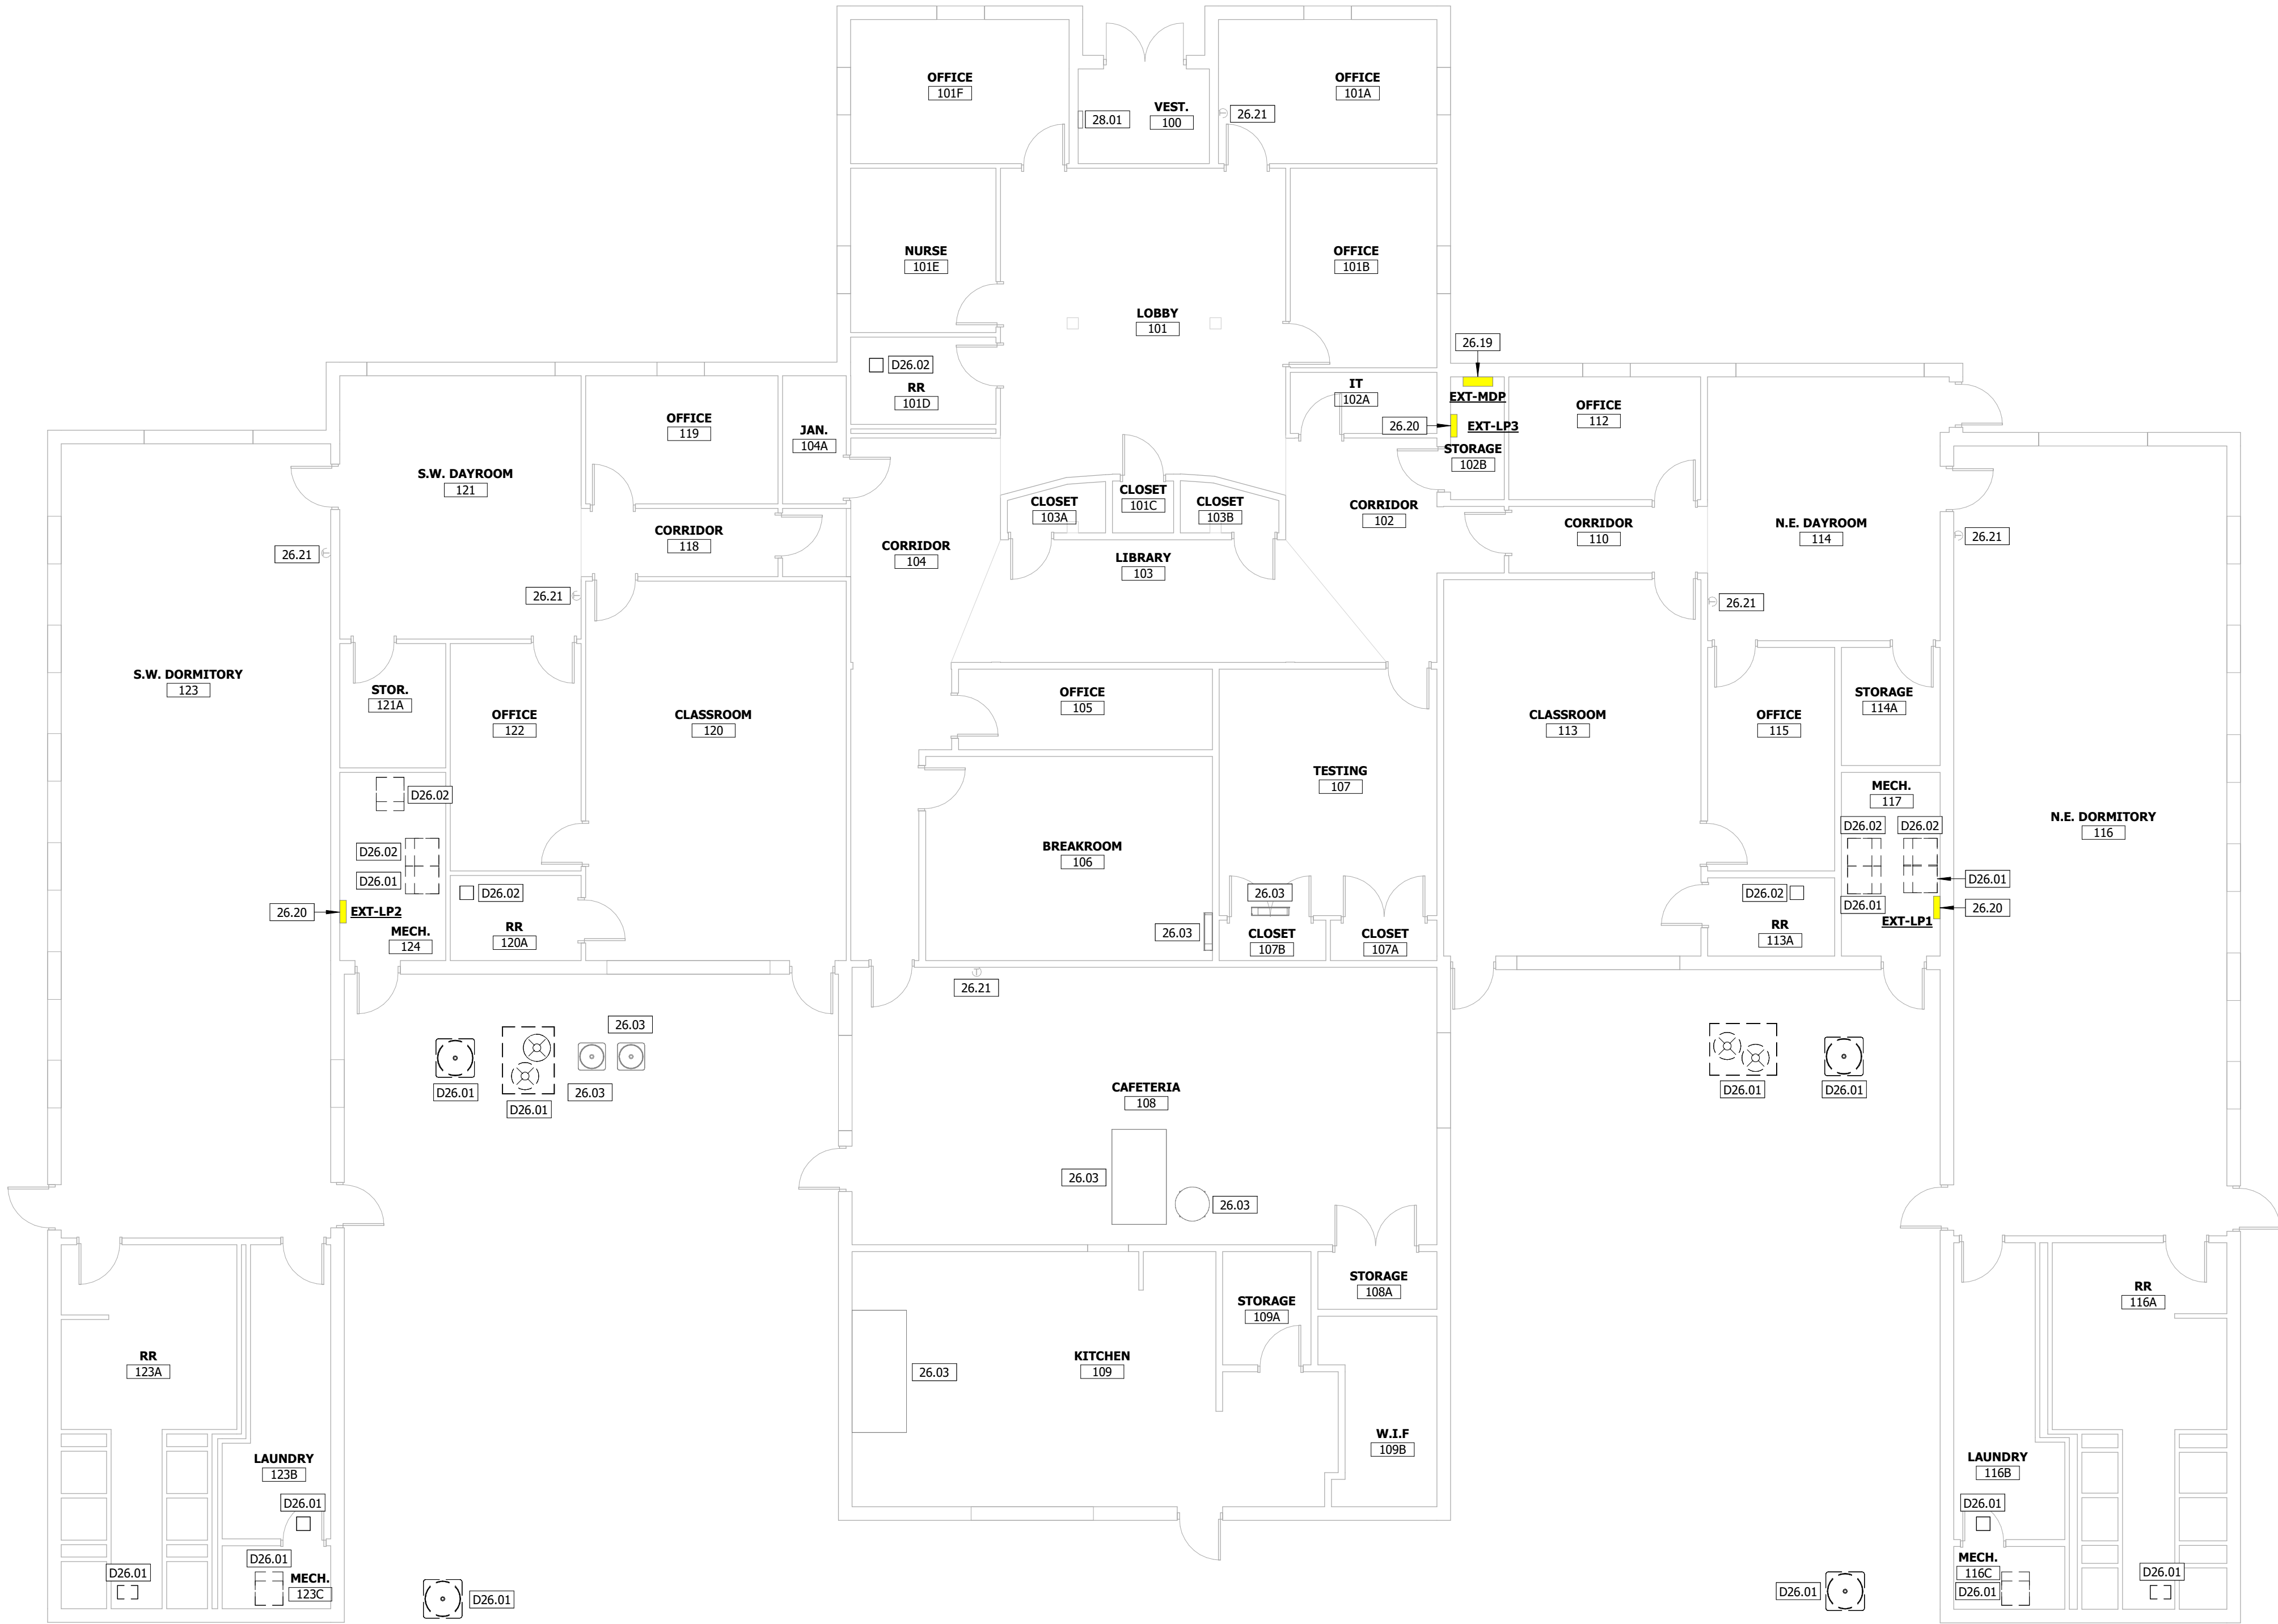 OFFICE
101F
28.01
VEST.
100
26.21
OFFICE
101A
NURSE
101E
LOBBY
101
OFFICE
101B
D26.02
RR
101D
26.19
IT
102A
EXT-MDP
26.20
EXT-LP3
STORAGE
102B
OFFICE
112
OFFICE
119
JAN.
104A
S.W. DAYROOM
121
CLOSET
103A
CLOSET
101C
CLOSET
103B
CORRIDOR
102
CORRIDOR
118
CORRIDOR
104
LIBRARY
103
CORRIDOR
110
N.E. DAYROOM
114
26.21
26.21
26.21
26.21
S.W. DORMITORY
123
STOR.
121A
OFFICE
122
CLASSROOM
120
OFFICE
105
TESTING
107
CLASSROOM
113
OFFICE
115
STORAGE
114A
N.E. DORMITORY
116
D26.02
D26.02
D26.01
MECH.
117
D26.02
D26.02
D26.01
D26.01
BREAKROOM
106
26.20
EXT-LP2
MECH.
124
D26.02
RR
120A
26.03
26.03
CLOSET
107B
CLOSET
107A
D26.02
RR
113A
26.20
EXT-LP1
26.21
26.03
D26.01
D26.01
26.03
D26.01
D26.01
CAFETERIA
108
26.03
26.03
STORAGE
108A
STORAGE
109A
KITCHEN
109
26.03
W.I.F
109B
RR
123A
LAUNDRY
123B
D26.01
D26.01
D26.01
MECH.
123C
D26.01
RR
116A
LAUNDRY
116B
D26.01
MECH.
116C
D26.01
D26.01
D26.01